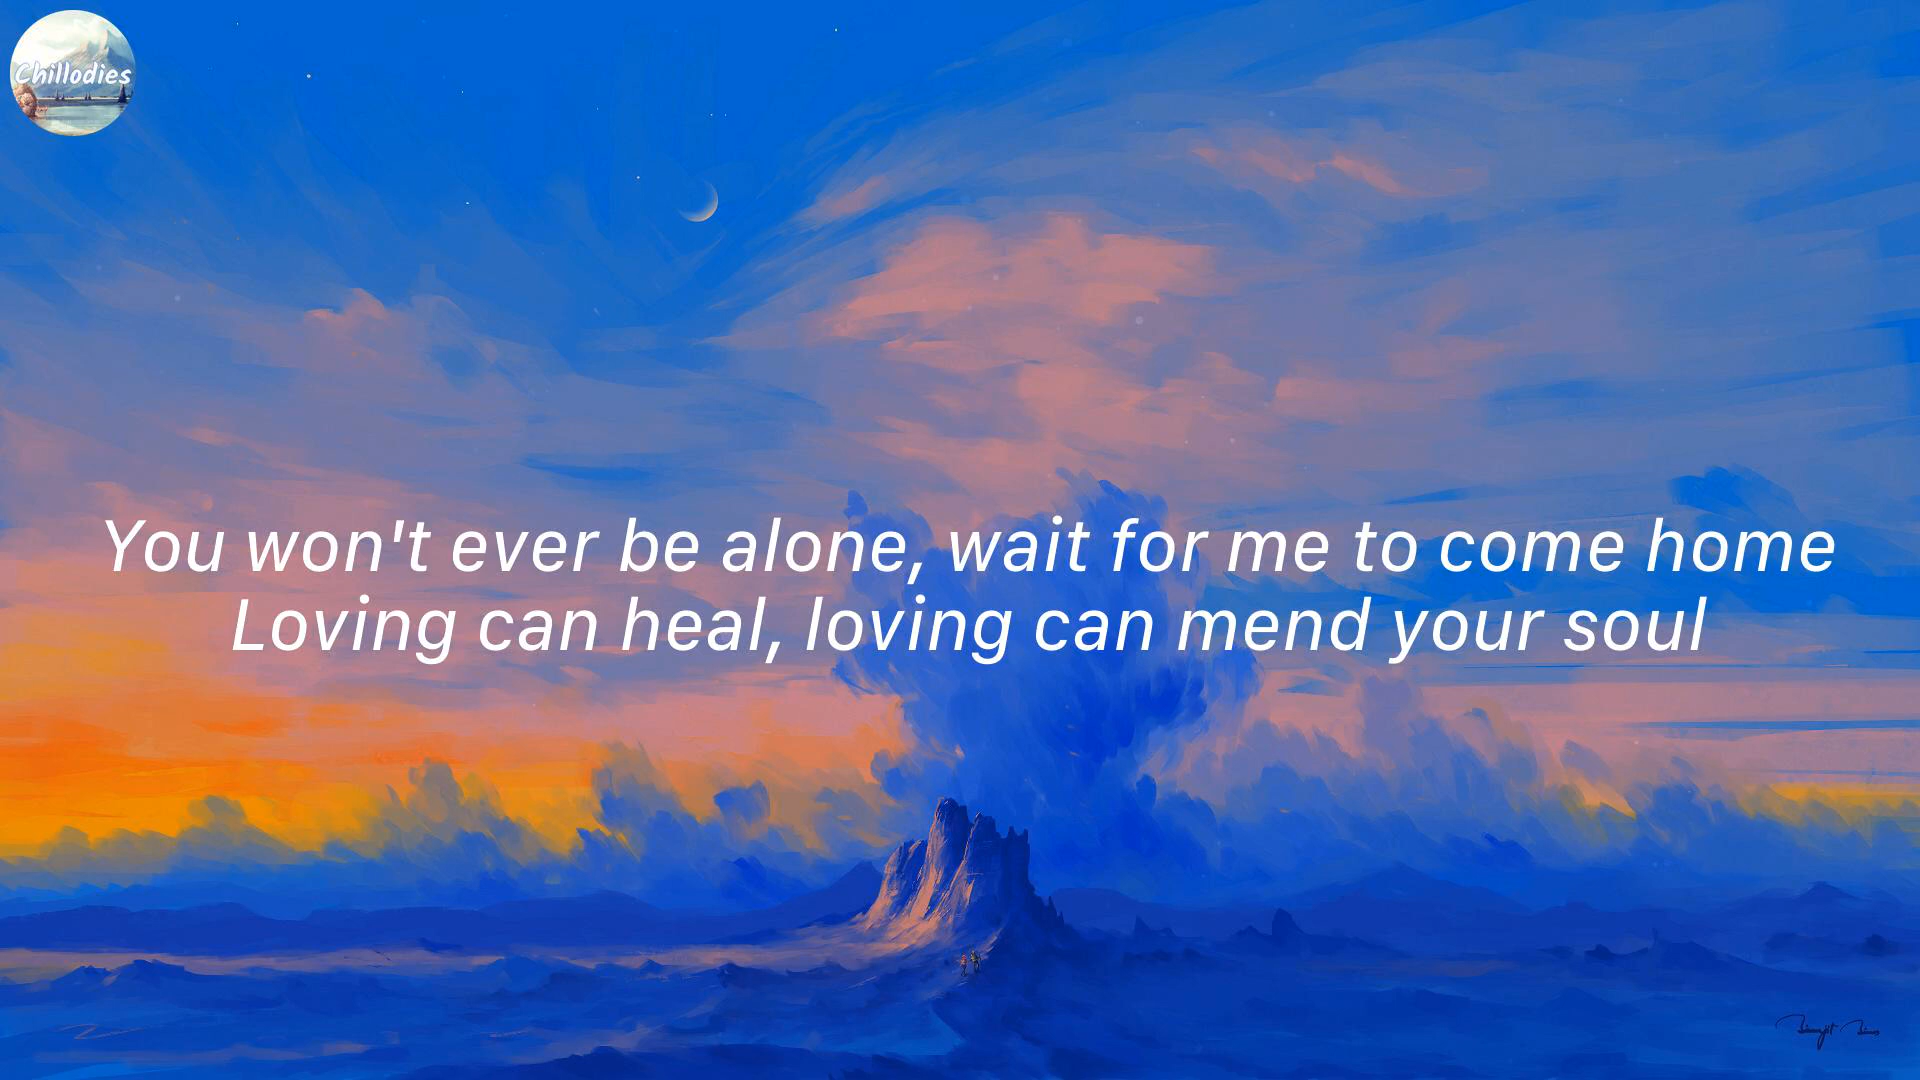 Chillodies
You won't ever be alone, wait for me to come home
Loving can heal, loving can mend your soul